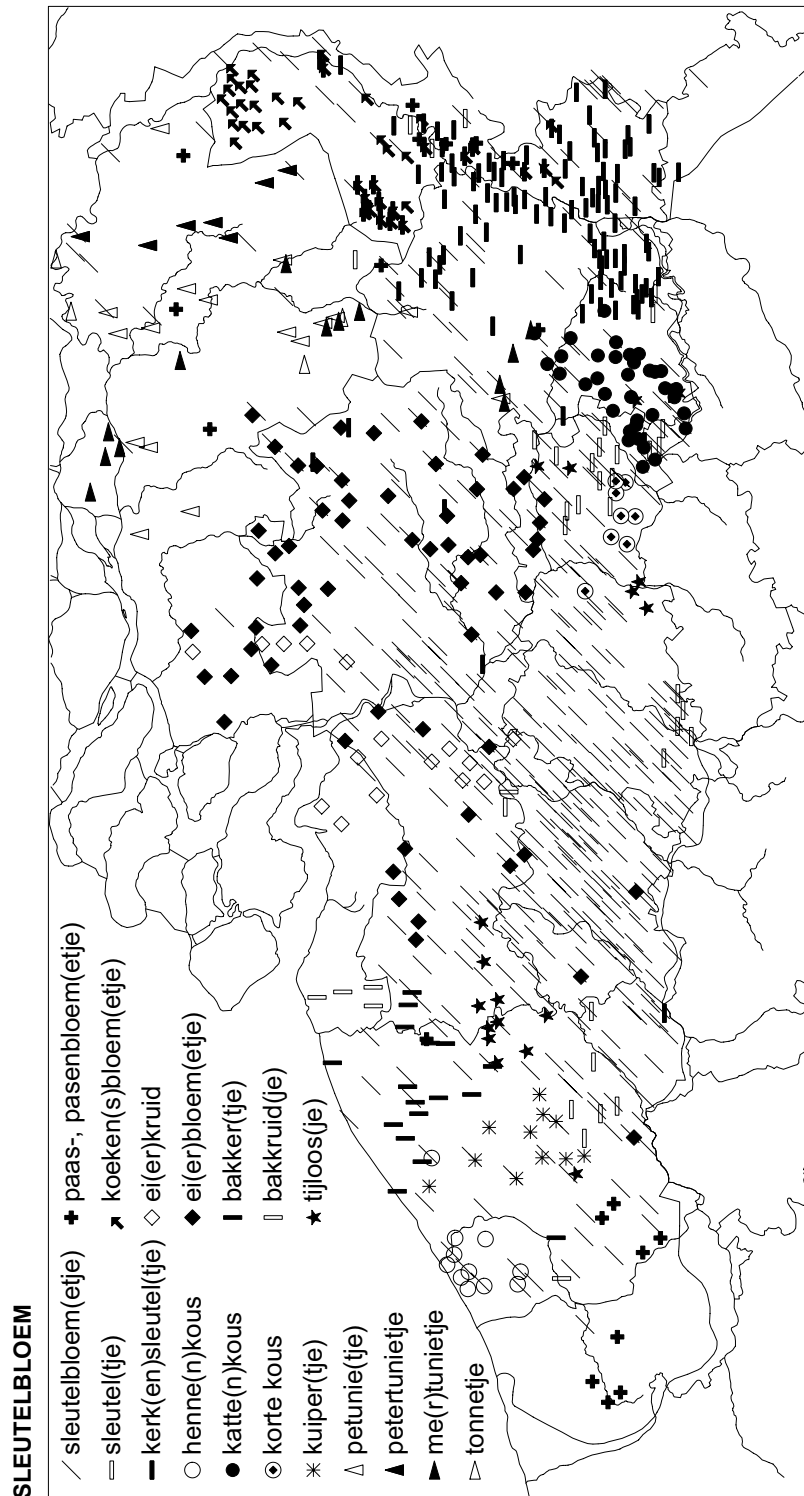 SLEUTELBLOEM
sleutelbloem(etje)
sleutel(tje)
kerk(en)sleutel(tje)
henne(n)kous
katte(n)kous
korte kous
kuiper(tje)
petunie(tje)
petertunietje
me(r)tunietje
tonnetje
paas-, pasenbloem(etje)
koeken(s)bloem(etje)
ei(er)kruid
ei(er)bloem(etje)
bakker(tje)
bakkruid(je)
tijloos(je)